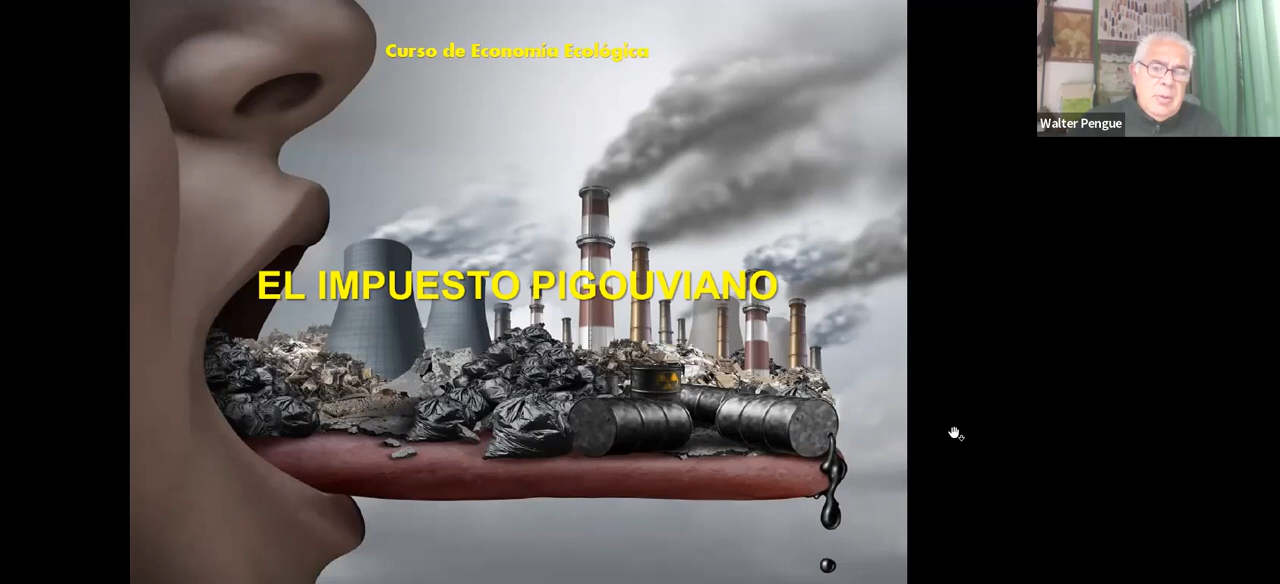 Curso de Economía Ecológica
Walter Pengue
EL IMPUESTO PIGOUVIANO